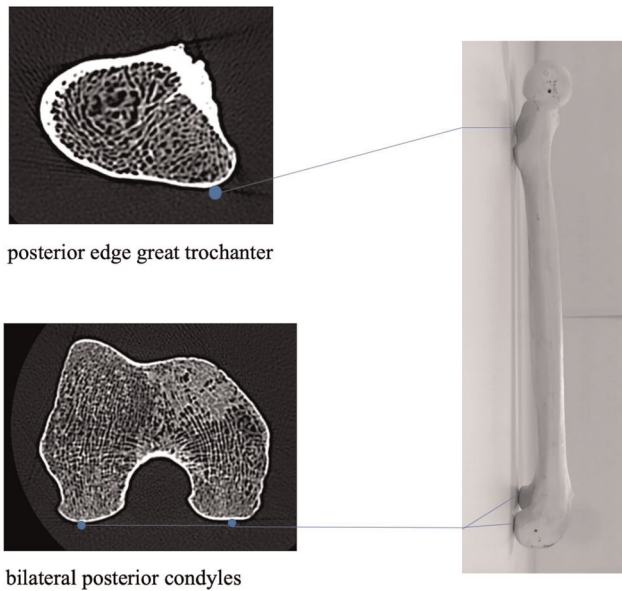 posterior edge great trochanter
bilateral posterior condyles